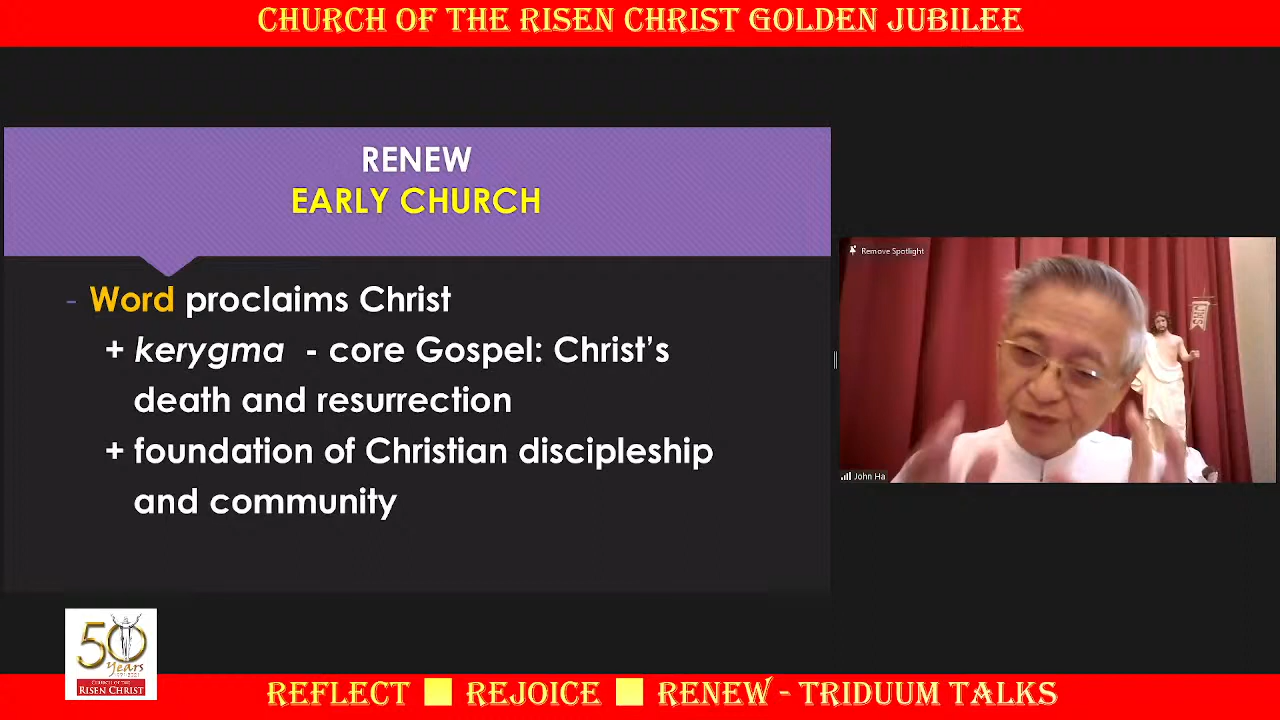 CHURCH OF THE RISEN CHRIST GOLDEN JUBILEE
RENEW
EARLY CHURCH
- Word proclaims Christ
+ kerygma - core Gospel: Christ's
death and resurrection
+ foundation of Christian discipleship
and community
Remove Spotlight
John Ha
50
Years
CHURCH OF THE
RISEN CHRIST
REFLECT REJOICE RENEW - TRIDUUM TALKS